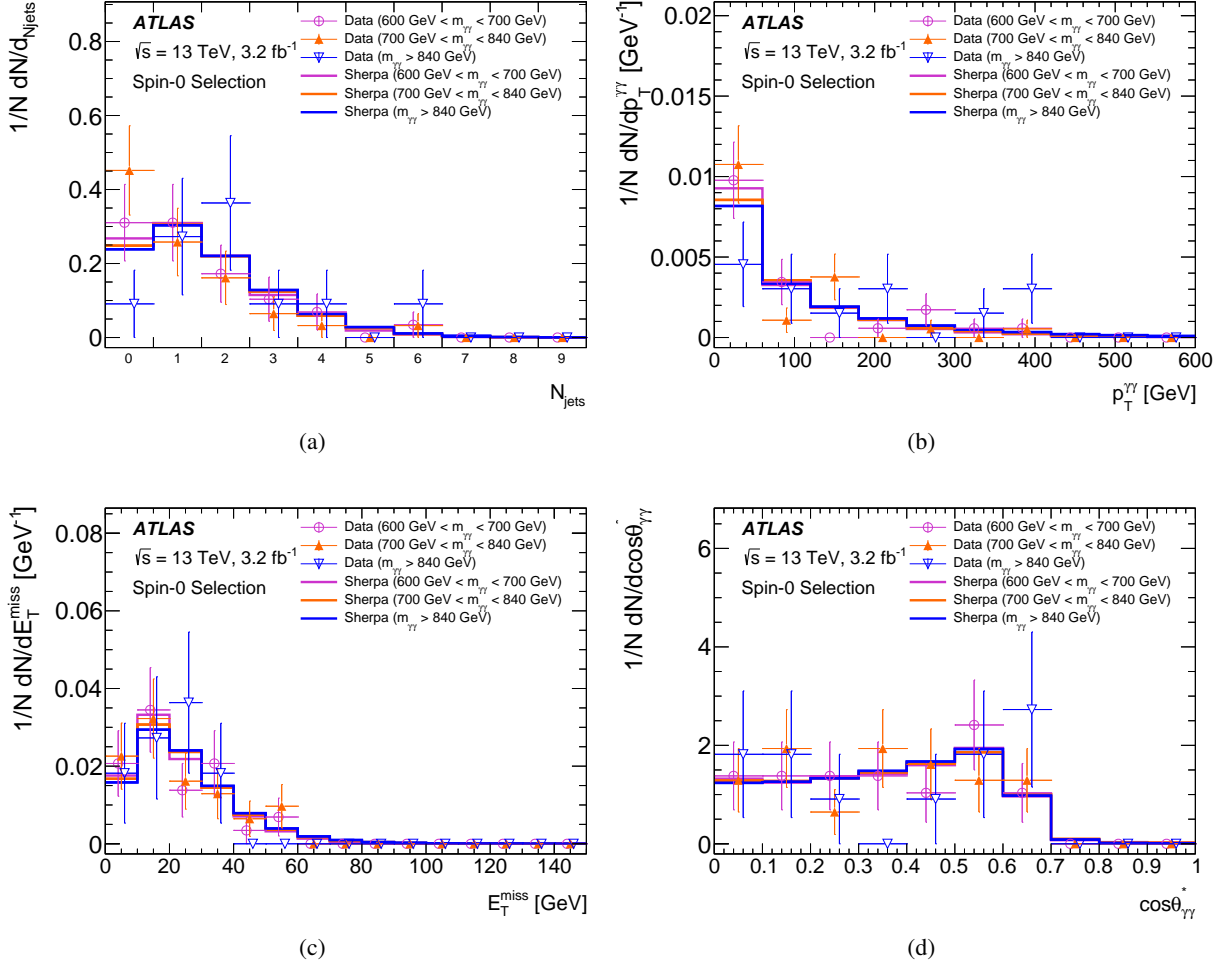 1/N dN/d_Njets
ATLAS
√s = 13 TeV, 3.2 fb⁻¹
Spin-0 Selection
Data (600 GeV < m_γγ < 700)
Data (700 GeV < m_γγ < 840 GeV)
Data (m_γγ > 840 GeV)
Sherpa (600 GeV < m_γγ < 700 GeV)
Sherpa (700 GeV < m_γγ < 840 GeV)
Sherpa (m_γγ > 840 GeV)
0.8
0.6
0.4
0.2
0
0 1 2 3 4 5 6 7 8 9
N_jets
(a)
1/N dN/dp_T^γγ [GeV⁻¹]
ATLAS
√s = 13 TeV, 3.2 fb⁻¹
Spin-0 Selection
Data (600 GeV < m_γγ < 700)
Data (700 GeV < m_γγ < 840 GeV)
Data (m_γγ > 840 GeV)
Sherpa (600 GeV < m_γγ < 700)
Sherpa (700 GeV < m_γγ < 840)
Sherpa (m_γγ > 840 GeV)
0.02
0.015
0.01
0.005
0
0 100 200 300 400 500 600
p_T^γγ [GeV]
(b)
1/N dN/dE_T^miss [GeV⁻¹]
ATLAS
√s = 13 TeV, 3.2 fb⁻¹
Spin-0 Selection
Data (600 GeV < m_γγ < 700 GeV)
Data (700 GeV < m_γγ < 840 GeV)
Data (m_γγ > 840 GeV)
Sherpa (600 GeV < m_γγ < 700 GeV)
Sherpa (700 GeV < m_γγ < 840 GeV)
Sherpa (m_γγ > 840 GeV)
0.08
0.06
0.04
0.02
0
0 20 40 60 80 100 120 140
E_T^miss [GeV]
(c)
1/N dN/dcosθ*_γγ
ATLAS
√s = 13 TeV, 3.2 fb⁻¹
Spin-0 Selection
Data (600 GeV < m_γγ < 700)
Data (700 GeV < m_γγ < 840 GeV)
Data (m_γγ > 840 GeV)
Sherpa (600 GeV < m_γγ < 700)
Sherpa (700 GeV < m_γγ < 840)
Sherpa (m_γγ > 840 GeV)
6
4
2
0
0 0.1 0.2 0.3 0.4 0.5 0.6 0.7 0.8 0.9 1
cosθ*_γγ
(d)